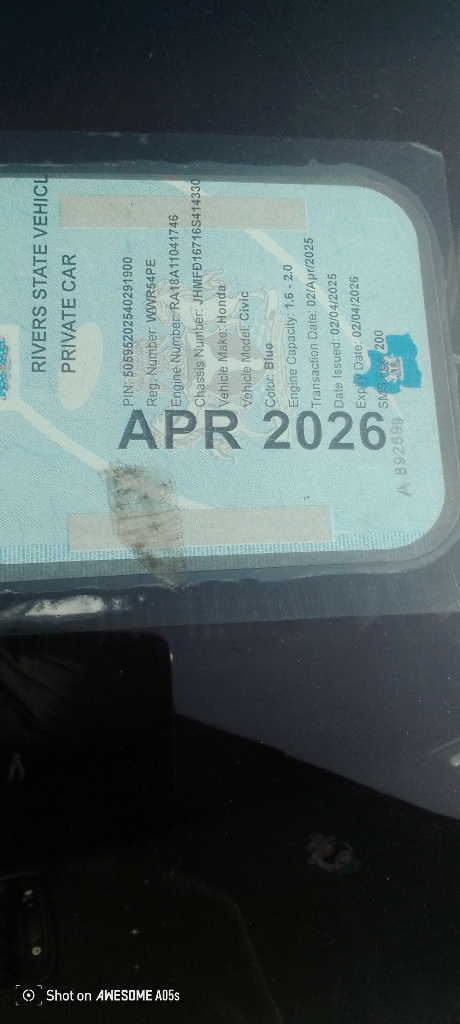 RIVERS STATE VEHICL
PRIVATE CAR
PIN: 50595202540291900
Reg. Number: WWR54PE
Engine Number: RA18A11041746
Chassis Number: JHMFD16716S414330
Vehicle Make: Honda
Vehicle Model: Civic
Color: Blue
Engine Capacity: 1.6 - 2.0
Transaction Date: 02/Apr/2025
Date Issued: 02/04/2025
Expiry Date: 02/04/2026
SMS 200
APR 2026
A 892599
Shot on AWESOME A05s